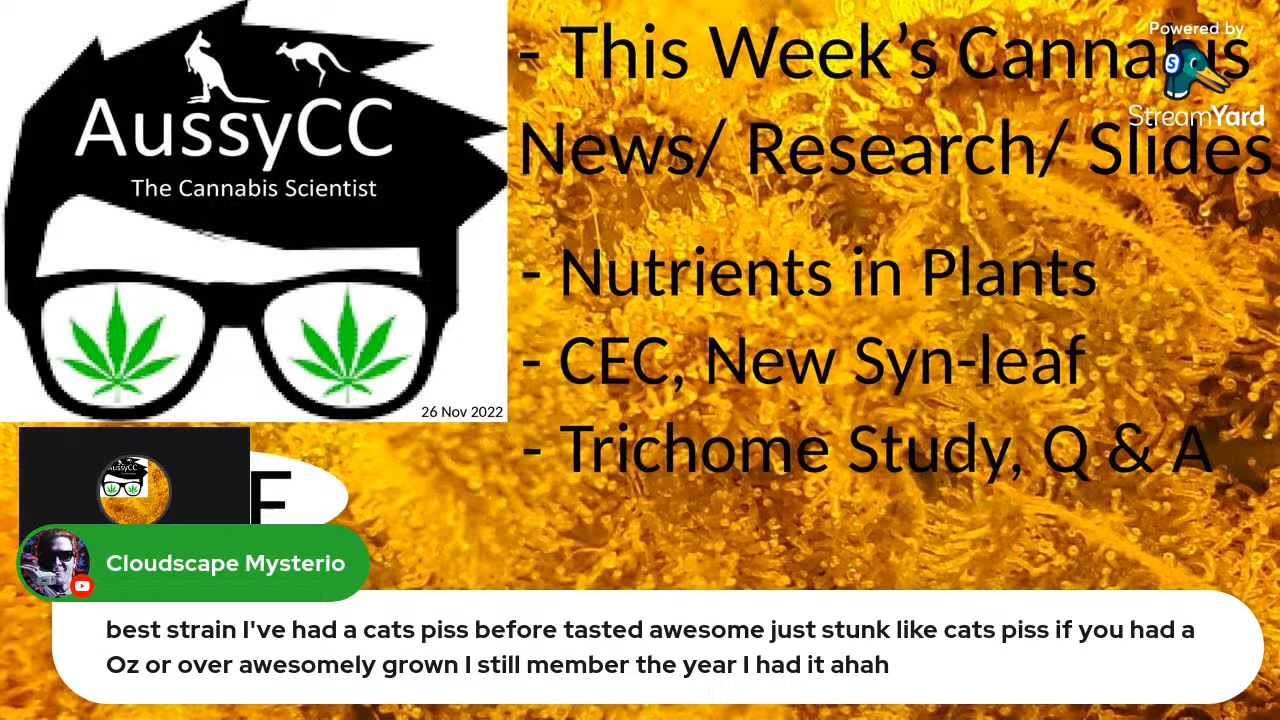 Powered by
StreamYard
AussyCC
The Cannabis Scientist
26 Nov 2022
- This Week's Cannabis
News/ Research/ Slides
- Nutrients in Plants
- CEC, New Syn-leaf
- Trichome Study, Q & A
AussyCC
E
Cloudscape Mysterio
best strain I've had a cats piss before tasted awesome just stunk like cats piss if you had a
Oz or over awesomely grown I still member the year I had it ahah